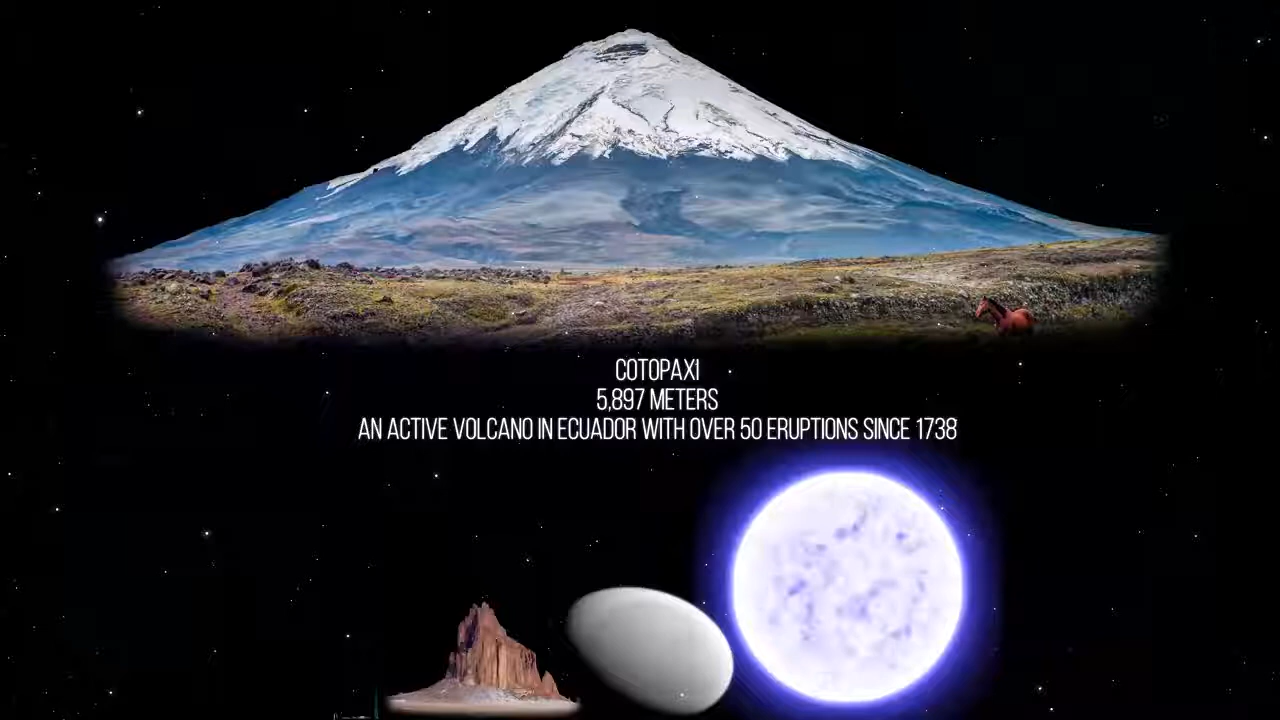 COTOPAXI
5,897 METERS
AN ACTIVE VOLCANO IN ECUADOR WITH OVER 50 ERUPTIONS SINCE 1738